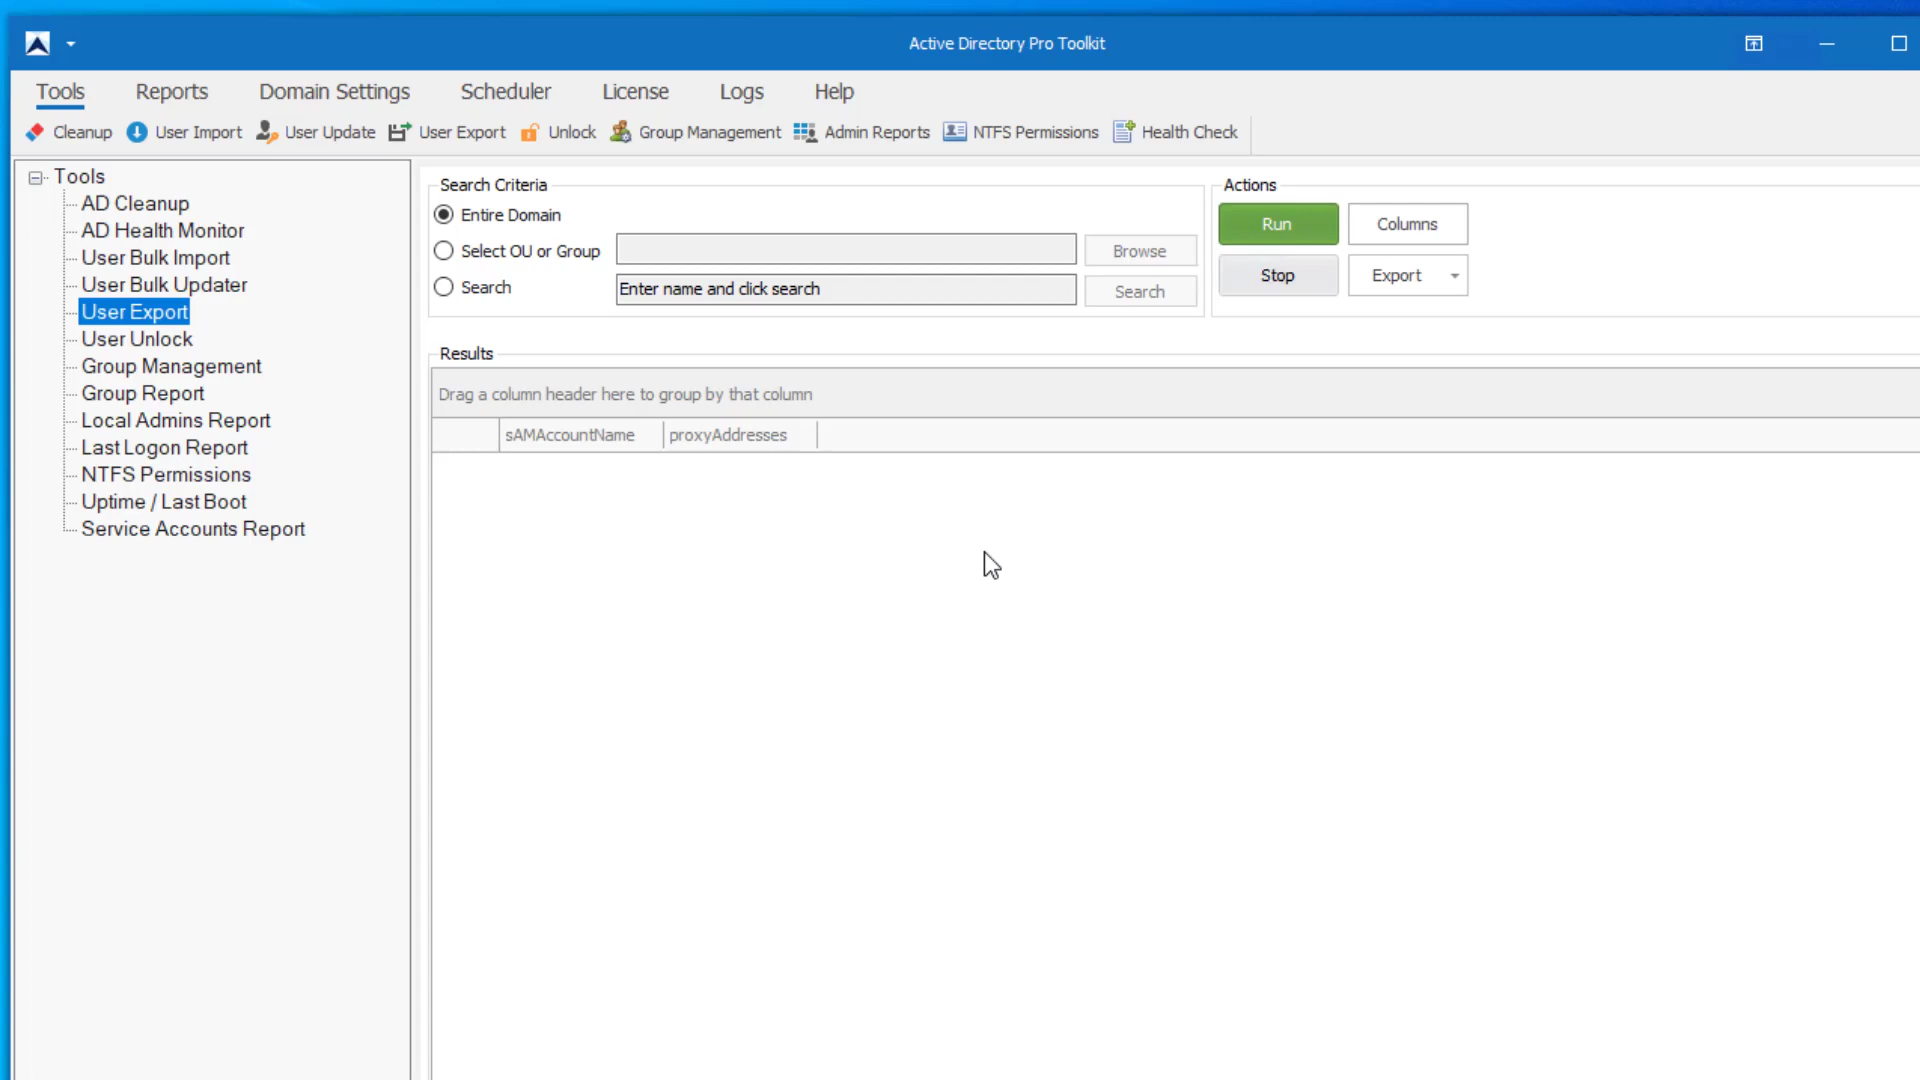 Active Directory Pro Toolkit
Tools Reports Domain Settings Scheduler License Logs Help
Cleanup User Import User Update User Export Unlock Group Management Admin Reports NTFS Permissions Health Check
Tools
AD Cleanup
AD Health Monitor
User Bulk Import
User Bulk Updater
User Export
User Unlock
Group Management
Group Report
Local Admins Report
Last Logon Report
NTFS Permissions
Uptime / Last Boot
Service Accounts Report
Search Criteria
Entire Domain
Select OU or Group Browse
Search Enter name and click search Search
Actions
Run Columns
Stop Export
Results
Drag a column header here to group by that column
sAMAccountName proxyAddresses